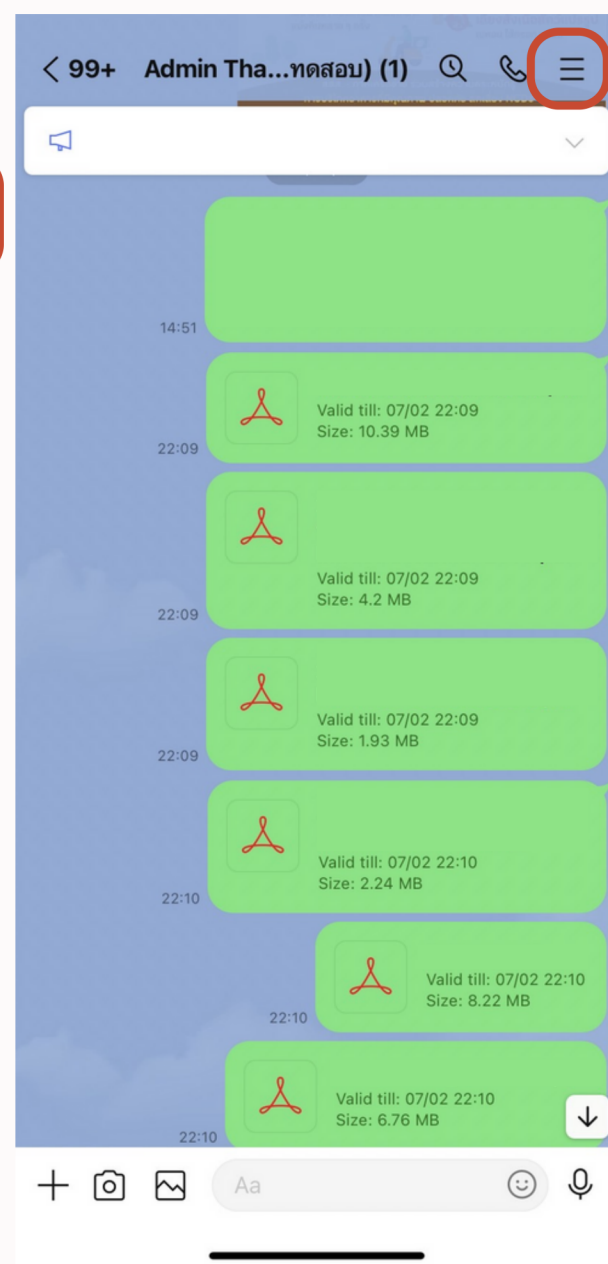 99+ Admin Tha...ทดสอบ) (1)
14:51
Valid till: 07/02 22:09
Size: 10.39 MB
22:09
Valid till: 07/02 22:09
Size: 4.2 MB
22:09
Valid till: 07/02 22:09
Size: 1.93 MB
22:09
Valid till: 07/02 22:10
Size: 2.24 MB
22:10
Valid till: 07/02 22:10
Size: 8.22 MB
22:10
Valid till: 07/02 22:10
Size: 6.76 MB
22:10
Aa